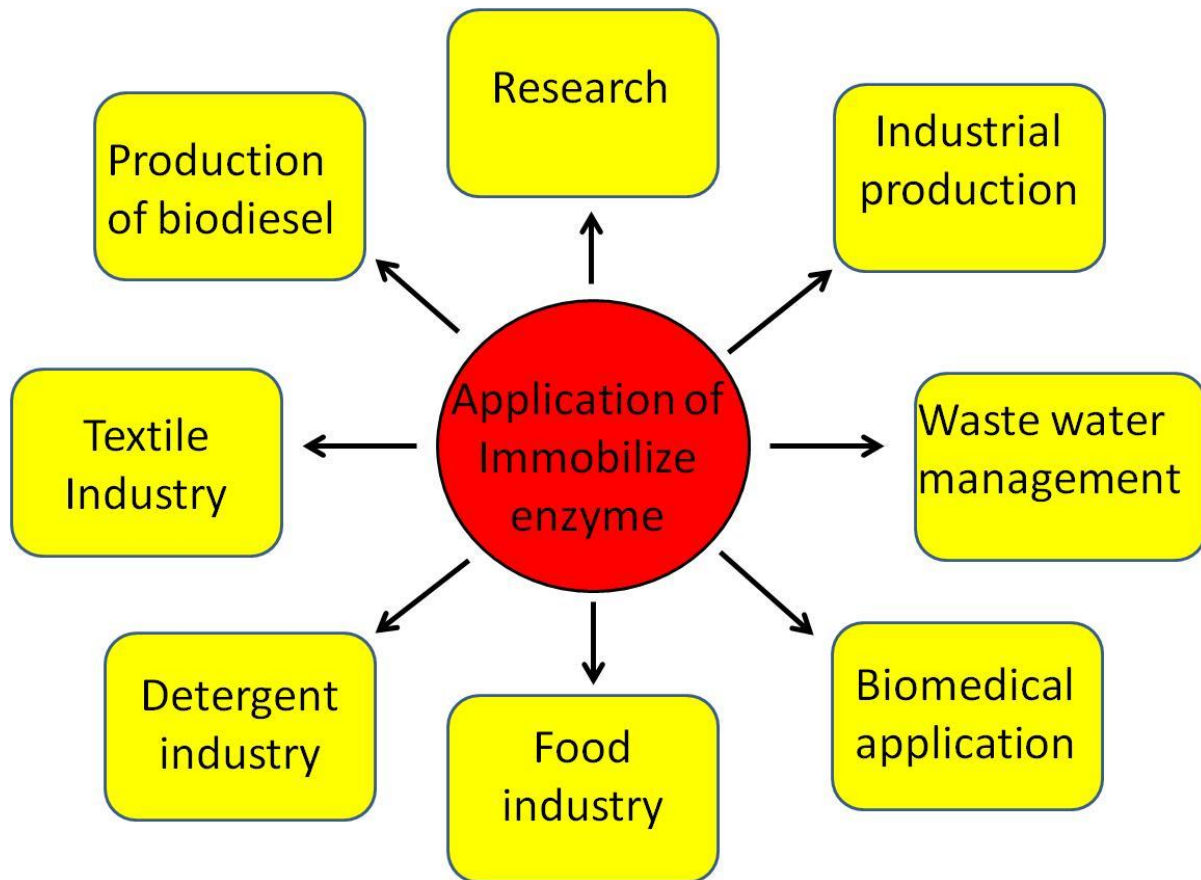 Research
Industrial
production
Waste water
management
Biomedical
application
Food
industry
Detergent
industry
Textile
Industry
Production
of biodiesel
Application of
Immobilize
enzyme